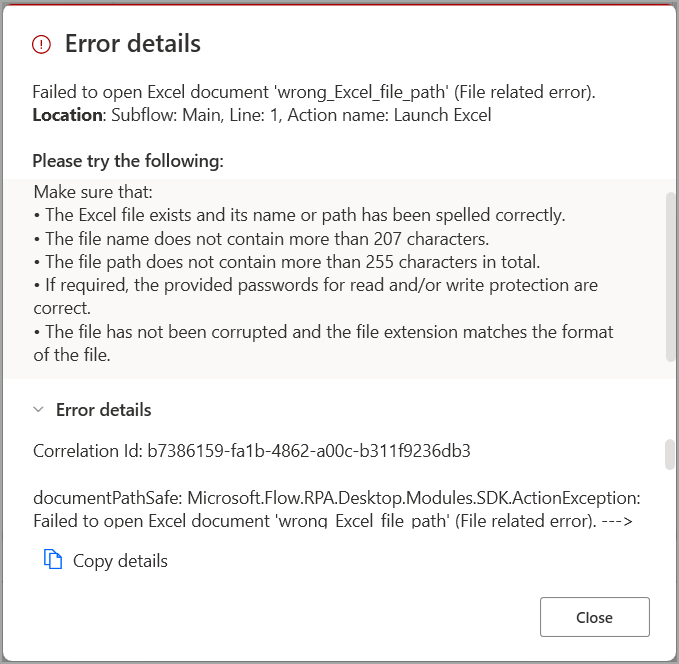 Error details
Failed to open Excel document 'wrong_Excel_file_path' (File related error).
Location: Subflow: Main, Line: 1, Action name: Launch Excel
Please try the following:
Make sure that:
• The Excel file exists and its name or path has been spelled correctly.
• The file name does not contain more than 207 characters.
• The file path does not contain more than 255 characters in total.
• If required, the provided passwords for read and/or write protection are
correct.
• The file has not been corrupted and the file extension matches the format
of the file.
Error details
Correlation Id: b7386159-fa1b-4862-a00c-b311f9236db3
documentPathSafe: Microsoft.Flow.RPA.Desktop.Modules.SDK.ActionException:
Failed to open Excel document 'wrong_Excel_file_path' (File related error). --->
Copy details
Close